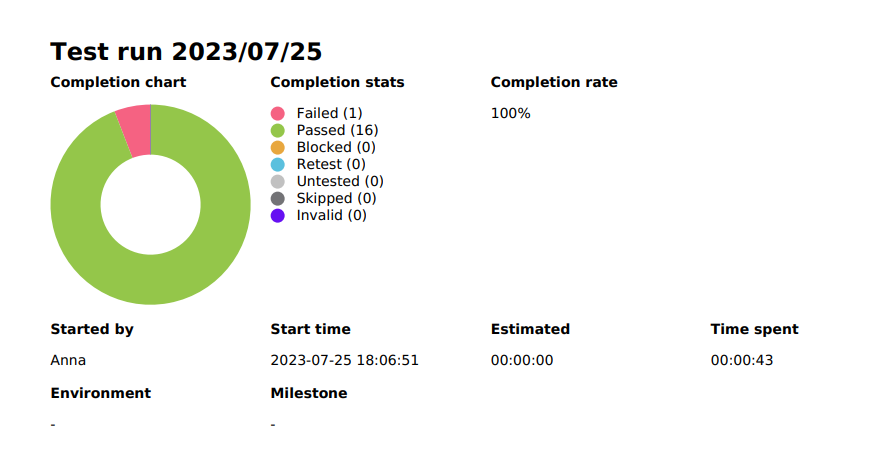 Test run 2023/07/25
Completion chart
Completion stats
Completion rate
Failed (1)
Passed (16)
Blocked (0)
Retest (0)
Untested (0)
Skipped (0)
Invalid (0)
100%
Started by
Start time
Estimated
Time spent
Anna
2023-07-25 18:06:51
00:00:00
00:00:43
Environment
Milestone
-
-